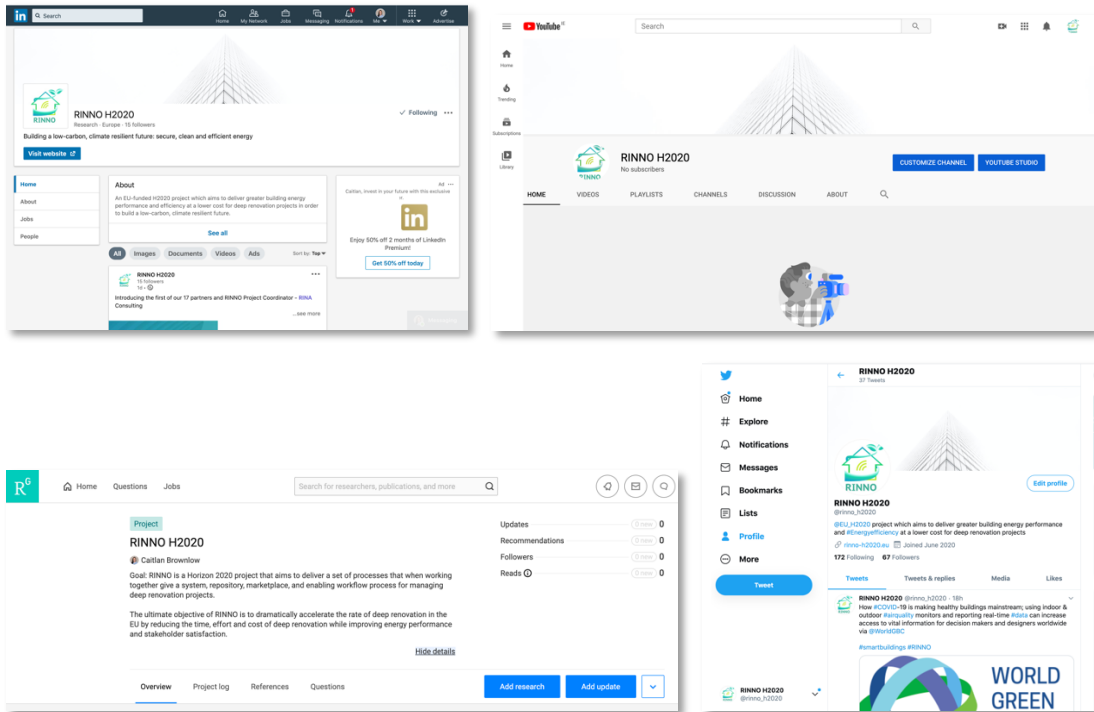 in
Search
Home
My Network
Jobs
Messaging
Notifications
Me
Work
Advertise
RINNO
RINNO H2020
Research · Europe · 15 followers
Following
Building a low-carbon, climate resilient future: secure, clean and efficient energy
Visit website
Home
About
Jobs
People
About
An EU-funded H2020 project which aims to deliver greater building energy
performance and efficiency at a lower cost for deep renovation projects in order
to build a low-carbon, climate resilient future.
See all
All
Images
Documents
Videos
Ads
Sort by: Top
RINNO H2020
15 followers
1d
Introducing the first of our 17 partners and RINNO Project Coordinator - RINA
Consulting
...see more
Ad
Caitlan, invest in your future with this exclusive
in
Enjoy 50% off 2 months of LinkedIn
Premium!
Get 50% off today
YouTube IE
Search
Home
Trending
Subscriptions
Library
RINNO
RINNO H2020
No subscribers
CUSTOMIZE CHANNEL
YOUTUBE STUDIO
HOME
VIDEOS
PLAYLISTS
CHANNELS
DISCUSSION
ABOUT
RG
Home
Questions
Jobs
Search for researchers, publications, and more
Project
RINNO H2020
Caitlan Brownlow
Goal: RINNO is a Horizon 2020 project that aims to deliver a set of processes that when working
together give a system, repository, marketplace, and enabling workflow process for managing
deep renovation projects.
The ultimate objective of RINNO is to dramatically accelerate the rate of deep renovation in the
EU by reducing the time, effort and cost of deep renovation while improving energy performance
and stakeholder satisfaction.
Hide details
Updates 0 new 0
Recommendations 0 new 0
Followers 0 new 0
Reads 0 new 0
Overview
Project log
References
Questions
Add research
Add update
Home
Explore
Notifications
Messages
Bookmarks
Lists
Profile
More
Tweet
RINNO H2020
@rinno_h2020
RINNO H2020
37 Tweets
RINNO
Edit profile
RINNO H2020
@rinno_h2020
@EU_H2020 project which aims to deliver greater building energy performance
and #Energyefficiency at a lower cost for deep renovation projects
rinno-h2020.eu Joined June 2020
172 Following 67 Followers
Tweets
Tweets & replies
Media
Likes
RINNO H2020 @rinno_h2020 · 18h
How #COVID-19 is making healthy buildings mainstream; using indoor &
outdoor #airquality monitors and reporting real-time #data can increase
access to vital information for decision makers and designers worldwide
via @WorldGBC
#smartbuildings #RINNO
WORLD
GREEN